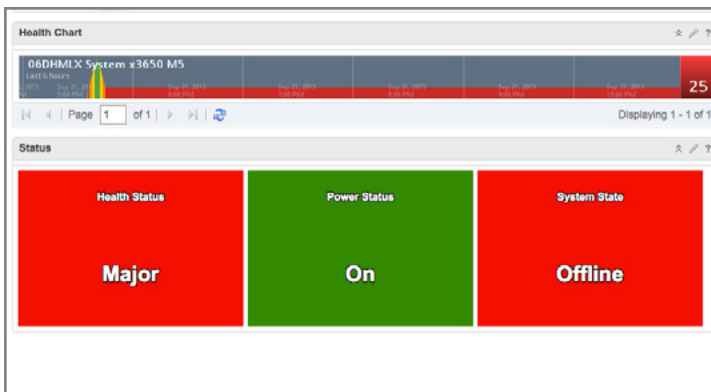 Health Chart
?
06DHMLX System x3650 M5
Last 6 hours
25
Page 1 of 1
Displaying 1 - 1 of 1
Status
?
Health Status
Power Status
System State
Major
On
Offline